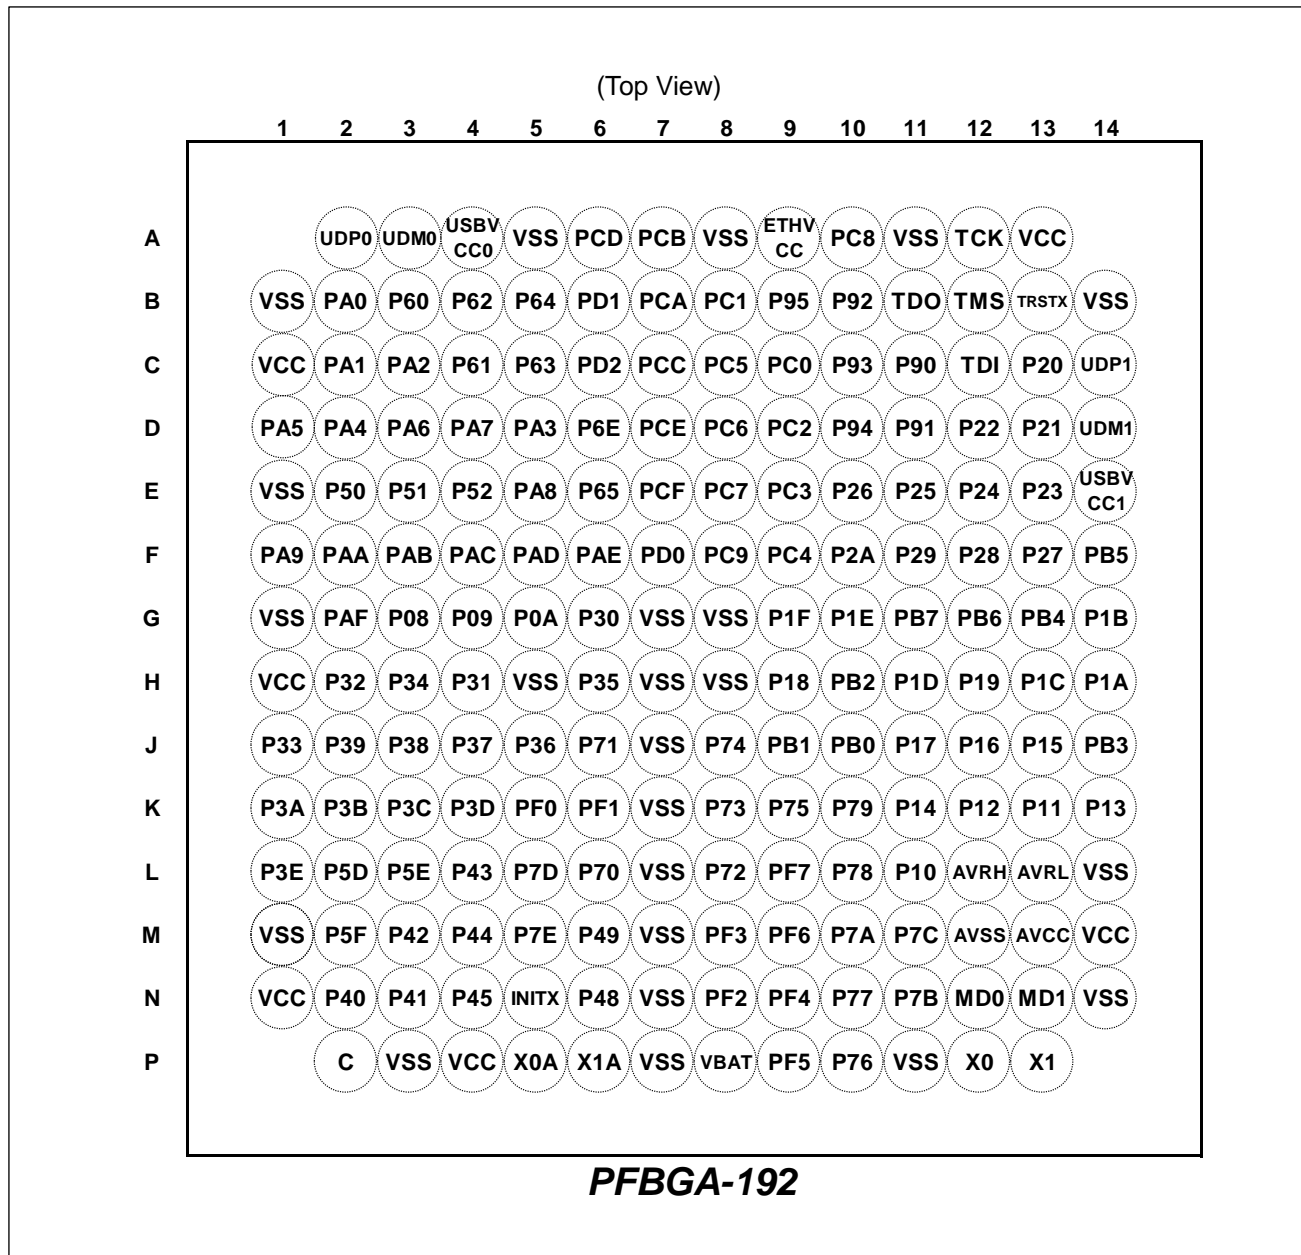 (Top View)
1 2 3 4 5 6 7 8 9 10 11 12 13 14
A UDP0 UDM0 USBV CC0 VSS PCD PCB VSS ETHV CC PC8 VSS TCK VCC
B VSS PA0 P60 P62 P64 PD1 PCA PC1 P95 P92 TDO TMS TRSTX VSS
C VCC PA1 PA2 P61 P63 PD2 PCC PC5 PC0 P93 P90 TDI P20 UDP1
D PA5 PA4 PA6 PA7 PA3 P6E PCE PC6 PC2 P94 P91 P22 P21 UDM1
E VSS P50 P51 P52 PA8 P65 PCF PC7 PC3 P26 P25 P24 P23 USBV CC1
F PA9 PAA PAB PAC PAD PAE PD0 PC9 PC4 P2A P29 P28 P27 PB5
G VSS PAF P08 P09 P0A P30 VSS VSS P1F P1E PB7 PB6 PB4 P1B
H VCC P32 P34 P31 VSS P35 VSS VSS P18 PB2 P1D P19 P1C P1A
J P33 P39 P38 P37 P36 P71 VSS P74 PB1 PB0 P17 P16 P15 PB3
K P3A P3B P3C P3D PF0 PF1 VSS P73 P75 P79 P14 P12 P11 P13
L P3E P5D P5E P43 P7D P70 VSS P72 PF7 P78 P10 AVRH AVRL VSS
M VSS P5F P42 P44 P7E P49 VSS PF3 PF6 P7A P7C AVSS AVCC VCC
N VCC P40 P41 P45 INITX P48 VSS PF2 PF4 P77 P7B MD0 MD1 VSS
P C VSS VCC X0A X1A VSS VBAT PF5 P76 VSS X0 X1
PFBGA-192